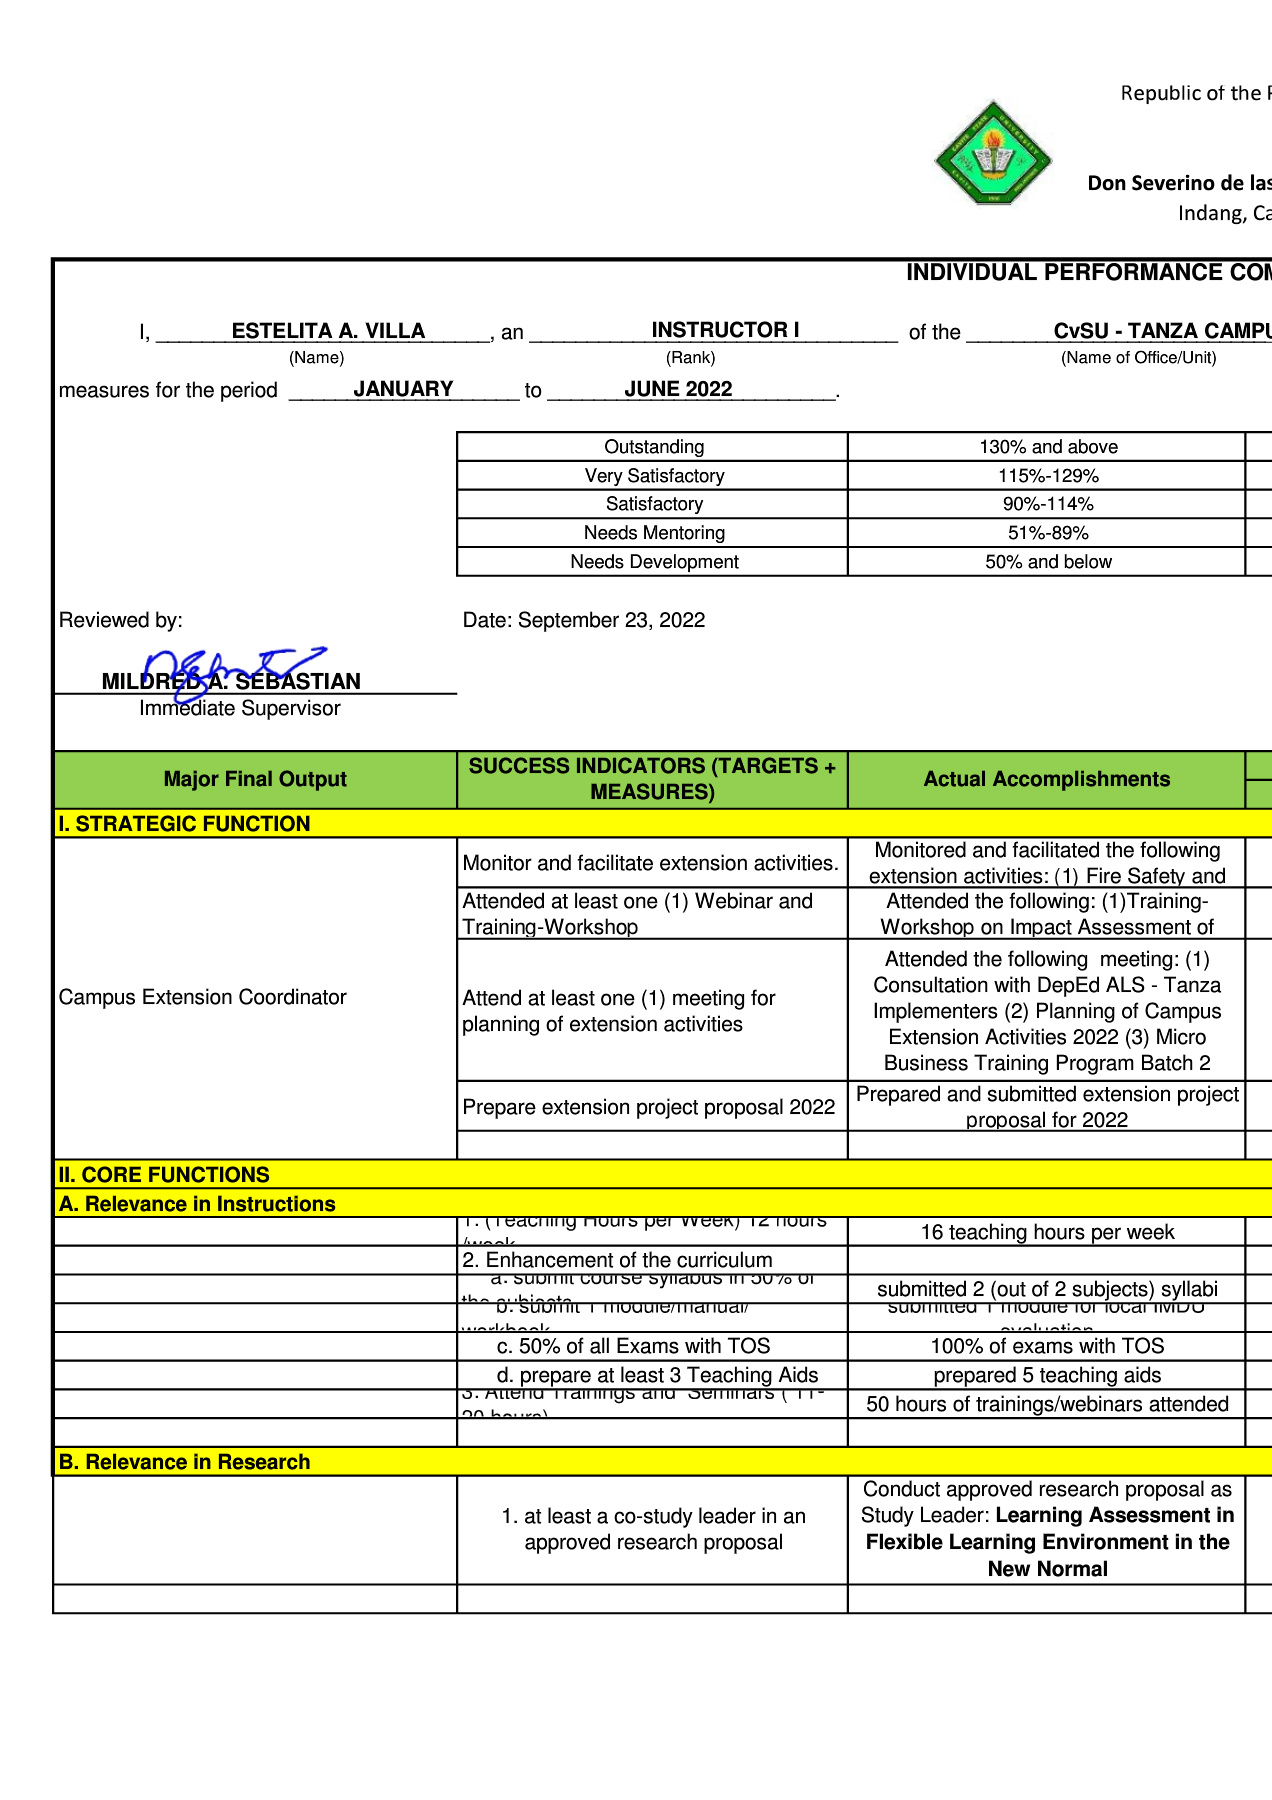 Republic of the
Don Severino de las
Indang,
INDIVIDUAL PERFORMANCE
I, ESTELITA A. VILLA, an INSTRUCTOR I of the CvSU - TANZA
(Name) (Rank) (Name of Office/Unit)
measures for the period JANUARY to JUNE 2022.
Outstanding 130% and above
Very Satisfactory 115%-129%
Satisfactory 90%-114%
Needs Mentoring 51%-89%
Needs Development 50% and below
Reviewed by: Date: September 23, 2022
MILDRED A. SEBASTIAN
Immediate Supervisor
Major Final Output
SUCCESS INDICATORS (TARGETS +
MEASURES)
Actual Accomplishments
I. STRATEGIC FUNCTION
Campus Extension Coordinator
Monitor and facilitate extension activities.
Monitored and facilitated the following
extension activities: (1) Fire Safety and
Attended at least one (1) Webinar and
Training-Workshop
Attended the following: (1)Training-
Workshop on Impact Assessment of
Attend at least one (1) meeting for
planning of extension activities
Attended the following meeting: (1)
Consultation with DepEd ALS - Tanza
Implementers (2) Planning of Campus
Extension Activities 2022 (3) Micro
Business Training Program Batch 2
Prepare extension project proposal 2022
Prepared and submitted extension project
proposal for 2022
II. CORE FUNCTIONS
A. Relevance in Instructions
1. (Teaching Hours per Week) 12 hours
/week
16 teaching hours per week
2. Enhancement of the curriculum
a. submit course syllabus in 50% of
the subjects
submitted 2 (out of 2 subjects) syllabi
b. submit 1 module/manual/
workbook
submitted 1 module for local IMDU
evaluation
c. 50% of all Exams with TOS
100% of exams with TOS
d. prepare at least 3 Teaching Aids
prepared 5 teaching aids
3. Attend Trainings and Seminars ( 11-
20 hours)
50 hours of trainings/webinars attended
B. Relevance in Research
1. at least a co-study leader in an
approved research proposal
Conduct approved research proposal as
Study Leader: Learning Assessment in
Flexible Learning Environment in the
New Normal